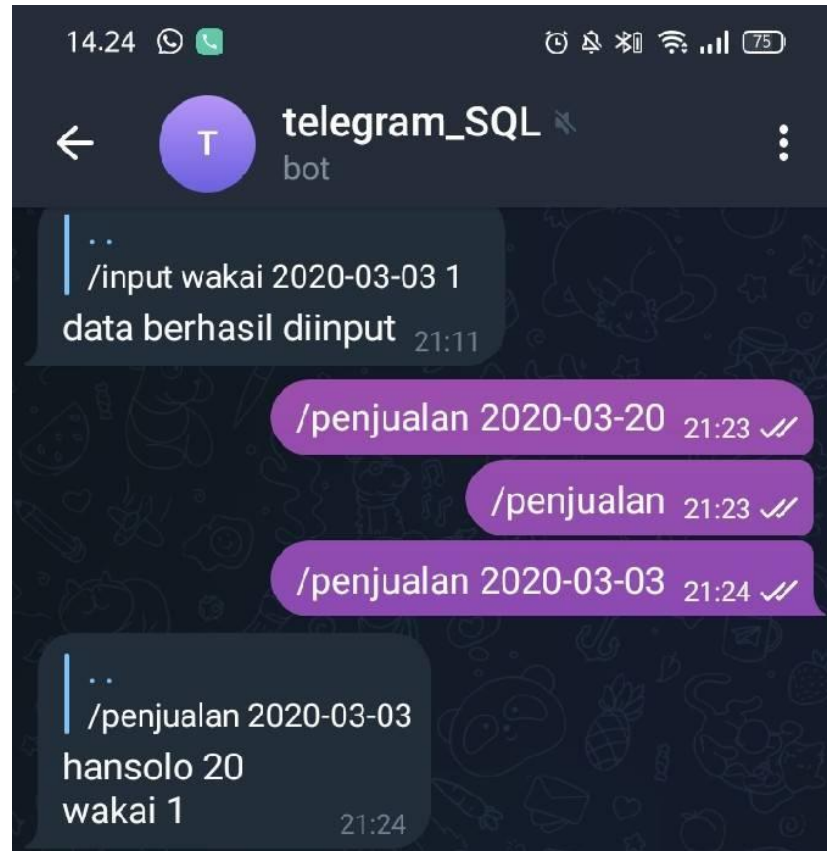 14.24
75
T
telegram_SQL
bot
..
/input wakai 2020-03-03 1
data berhasil diinput 21:11
/penjualan 2020-03-20 21:23
/penjualan 21:23
/penjualan 2020-03-03 21:24
..
/penjualan 2020-03-03
hansolo 20
wakai 1
21:24